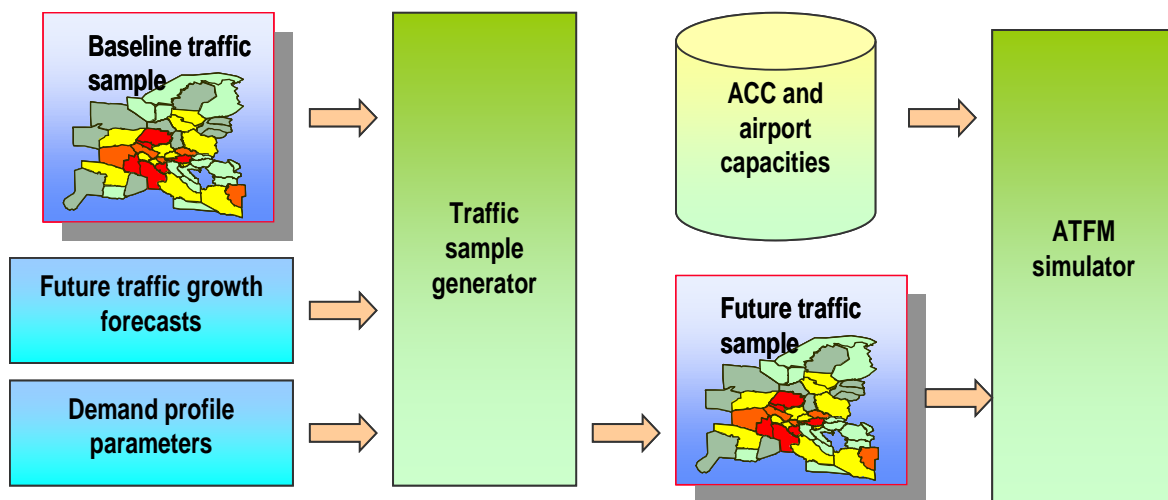 Baseline traffic
sample
Future traffic growth
forecasts
Demand profile
parameters
Traffic
sample
generator
ACC and
airport
capacities
Future traffic
sample
ATFM
simulator